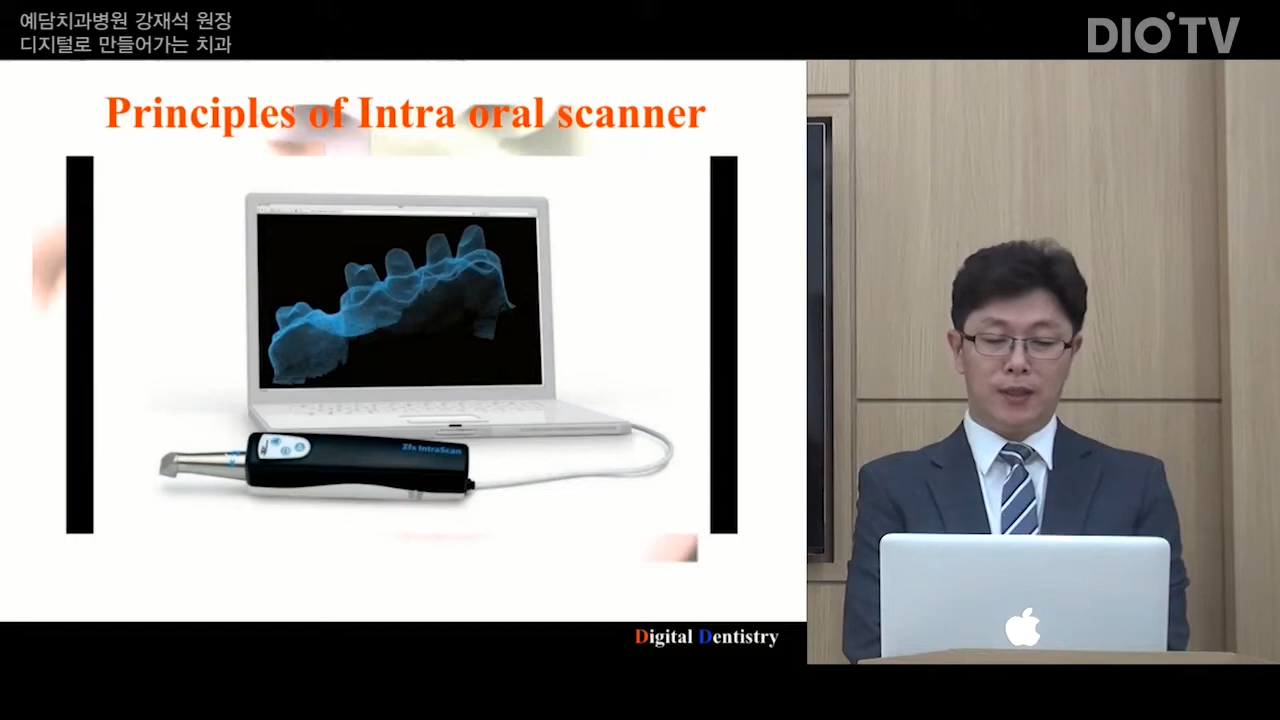 예담치과병원 강재석 원장
디지털로 만들어가는 치과
DIO TV
Principles of Intra oral scanner
Zfx IntraScan
Digital Dentistry